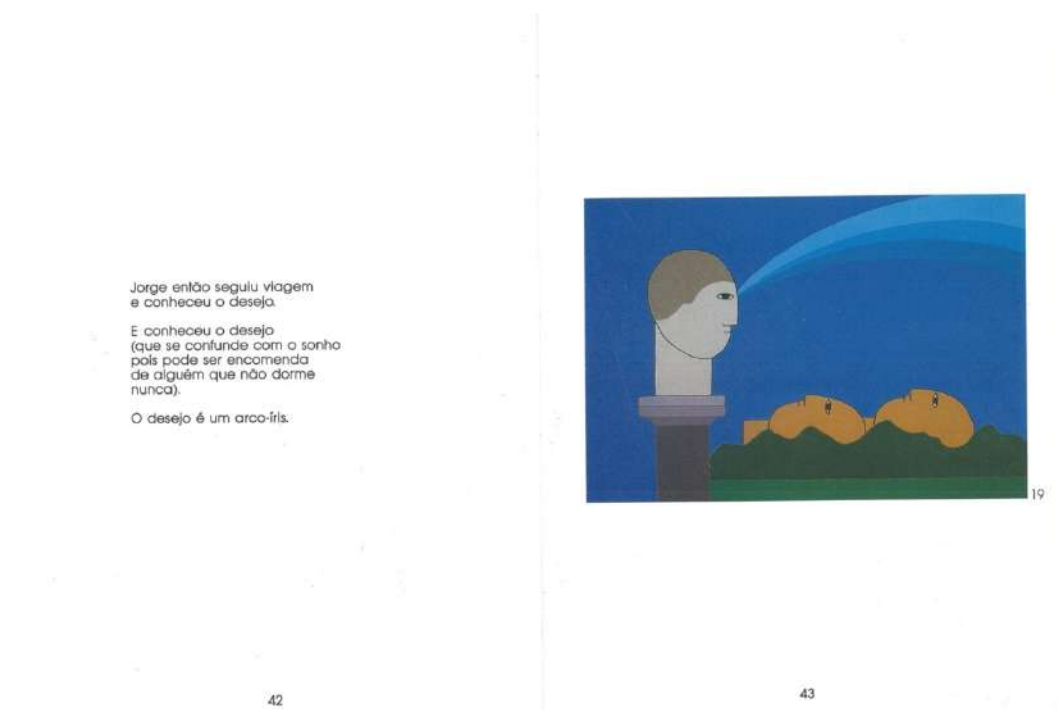 Jorge então seguiu viagem
e conheceu o desejo.
E conheceu o desejo
(que se confunde com o sonho
pois pode ser encomenda
de alguém que não dorme
nunca).
O desejo é um arco-íris.
42
19
43